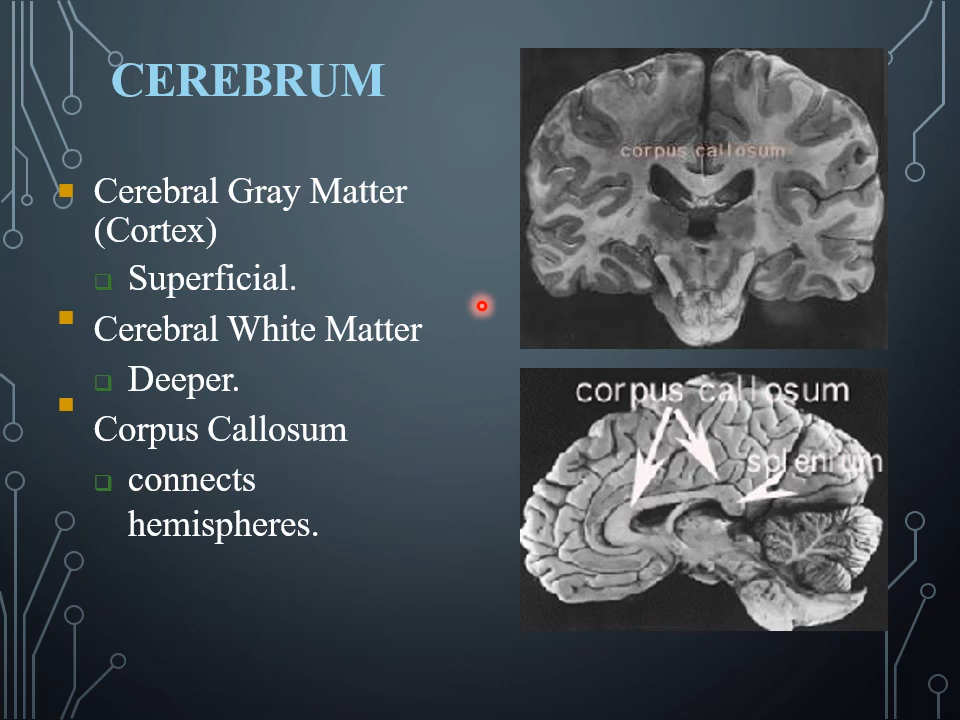 CEREBRUM
Cerebral Gray Matter
(Cortex)
Superficial.
Cerebral White Matter
Deeper.
Corpus Callosum
connects
hemispheres.
corpus callosum
corpus callosum
splenium